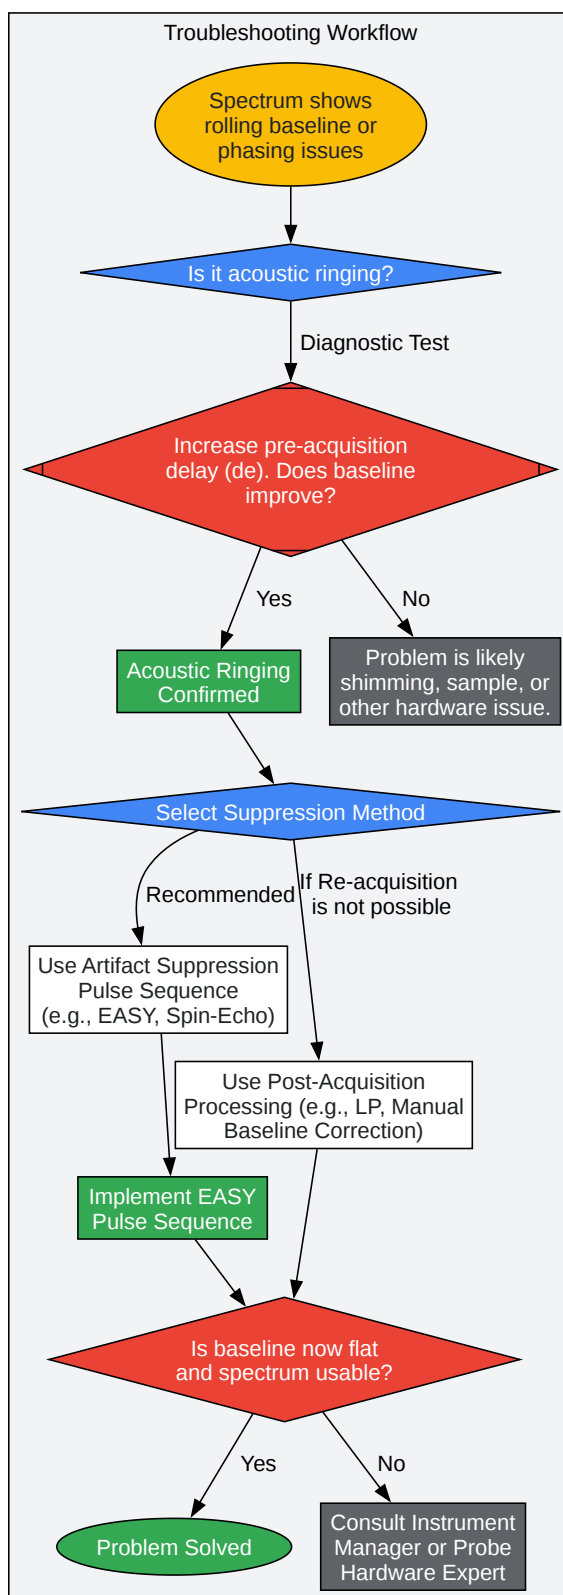 Troubleshooting Workflow
Spectrum shows
rolling baseline or
phasing issues
Is it acoustic ringing?
Diagnostic Test
Increase pre-acquisition
delay (de). Does baseline
improve?
Yes
No
Acoustic Ringing
Confirmed
Problem is likely
shimming, sample, or
other hardware issue.
Select Suppression Method
Recommended
If Re-acquisition
is not possible
Use Artifact Suppression
Pulse Sequence
(e.g., EASY, Spin-Echo)
Use Post-Acquisition
Processing (e.g., LP, Manual
Baseline Correction)
Implement EASY
Pulse Sequence
Is baseline now flat
and spectrum usable?
Yes
No
Problem Solved
Consult Instrument
Manager or Probe
Hardware Expert